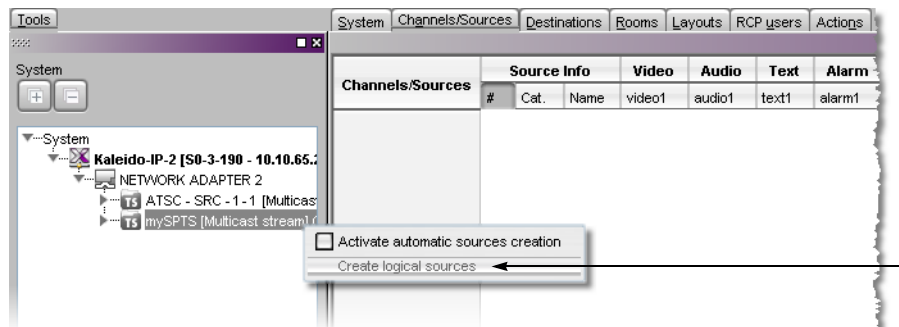 Tools
System Channels/Sources Destinations Rooms Layouts RCP users Actions
System
Channels/Sources Source Info Video Audio Text Alarm
# Cat. Name video1 audio1 text1 alarm1
System
Kaleido-IP-2 [S0-3-190 - 10.10.65.2
NETWORK ADAPTER 2
TS ATSC - SRC -1-1 [Multicas
TS mySPTS [Multicast stream] (
Activate automatic sources creation
Create logical sources